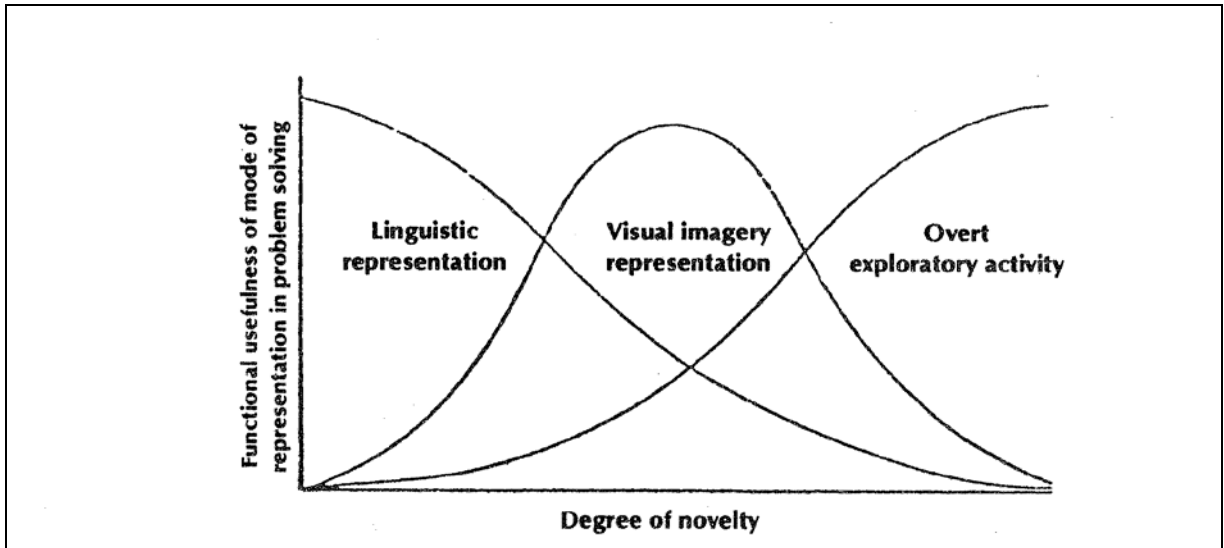 Functional usefulness of mode of
representation in problem solving
Linguistic
representation
Visual imagery
representation
Overt
exploratory activity
Degree of novelty